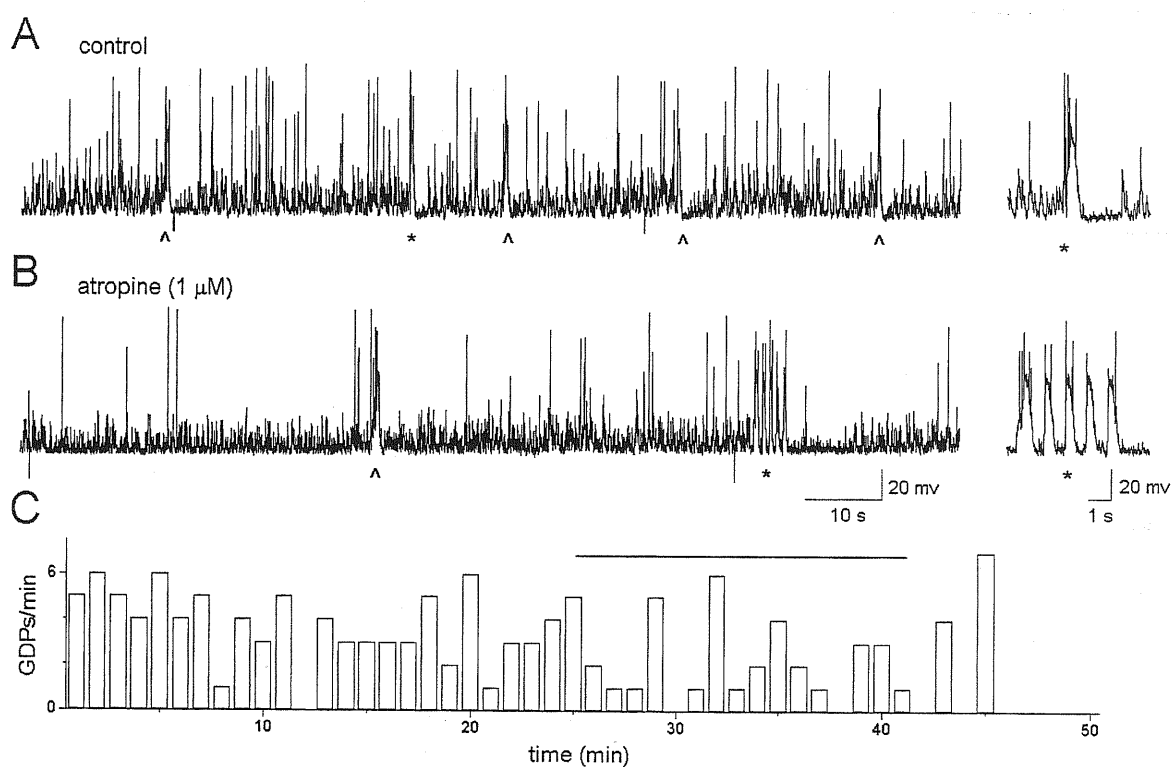 A
control
^ * ^ ^ ^ *
B
atropine (1 μM)
^ * *
20 mv
10 s
20 mv
1 s
C
6
0
GDPs/min
10 20 30 40 50
time (min)